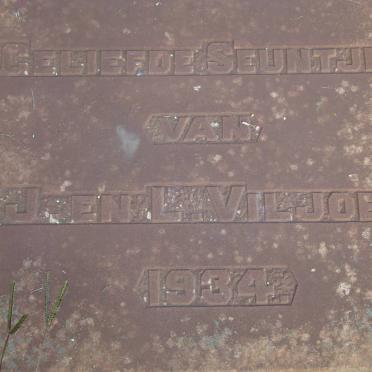 GELIEFDE SEUNTJI
VAN
J. EN L. VILJOE
1934